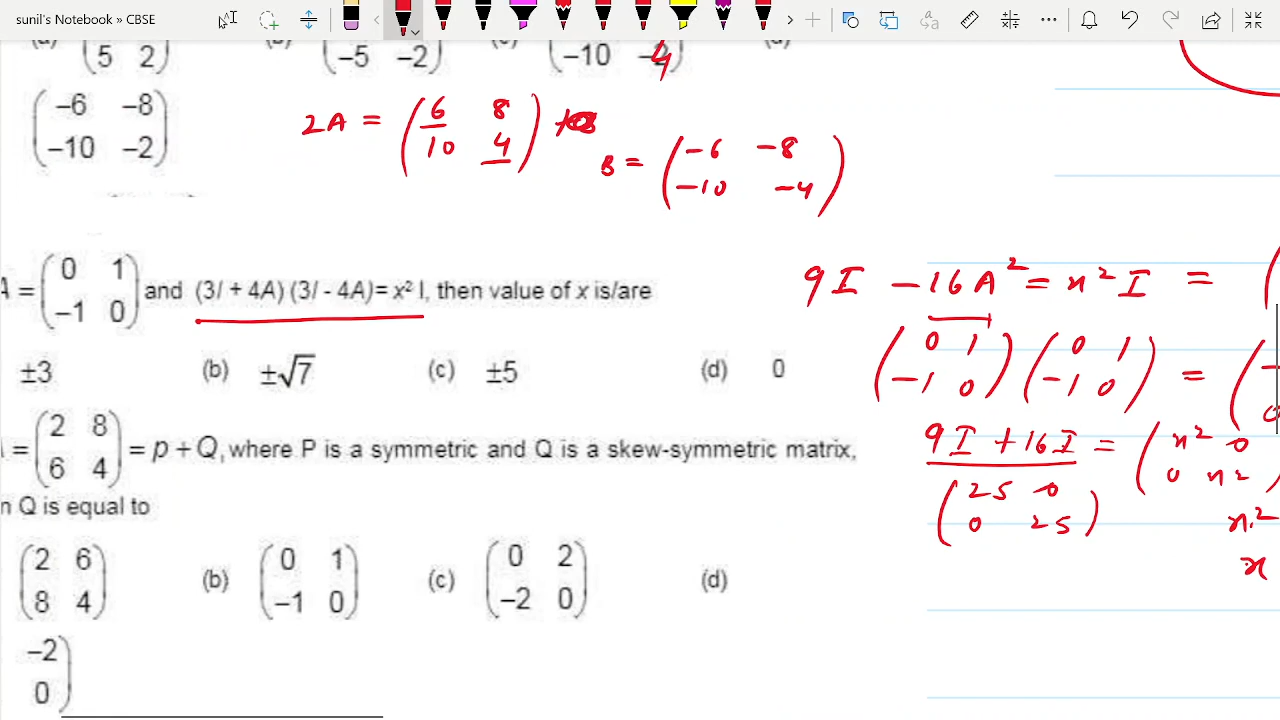 sunil's Notebook » CBSE
5 2
-5 -2
-10 4
-6 -8
-10 -2
2A = 6 8
10 4
B = -6 -8
-10 -4
A = 0 1
-1 0
and (3I + 4A) (3I - 4A)= x² I, then value of x is/are
±3 (b) ±√7 (c) ±5 (d) 0
= 2 8
6 4
= p + Q, where P is a symmetric and Q is a skew-symmetric matrix,
n Q is equal to
2 6
8 4
(b) 0 1
-1 0
(c) 0 2
-2 0
(d)
-2
0
9I - 16A² = x² I =
0 1 0 1
-1 0 -1 0 =
9I + 16I = x² 0
0 x²
25 0
0 25
x²
x